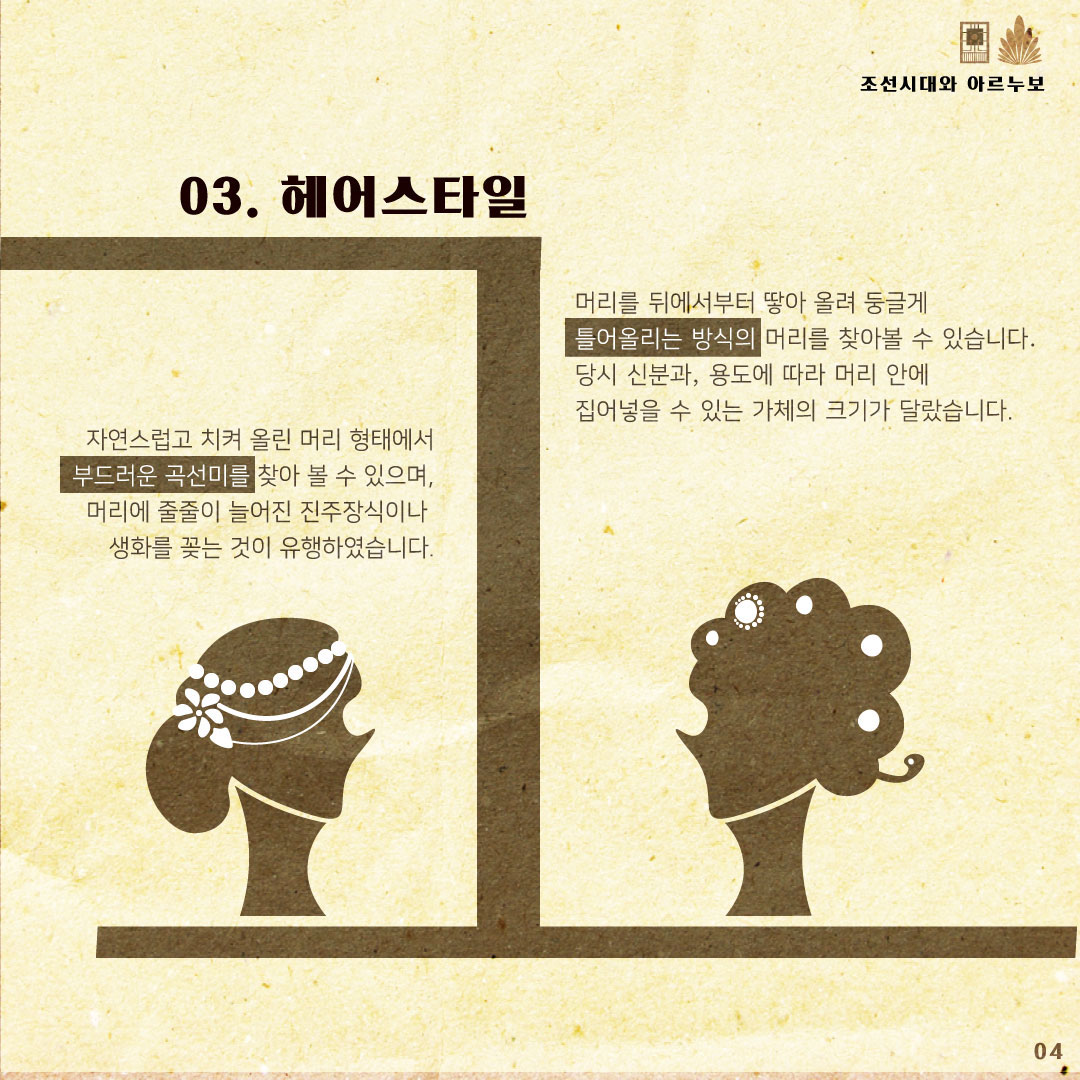 조선시대와 아르누보
03. 헤어스타일
머리를 뒤에서부터 땋아 올려 둥글게
틀어올리는 방식의 머리를 찾아볼 수 있습니다.
당시 신분과, 용도에 따라 머리 안에
집어넣을 수 있는 가체의 크기가 달랐습니다.
자연스럽고 치켜 올린 머리 형태에서
부드러운 곡선미를 찾아 볼 수 있으며,
머리에 줄줄이 늘어진 진주장식이나
생화를 꽂는 것이 유행하였습니다.
04